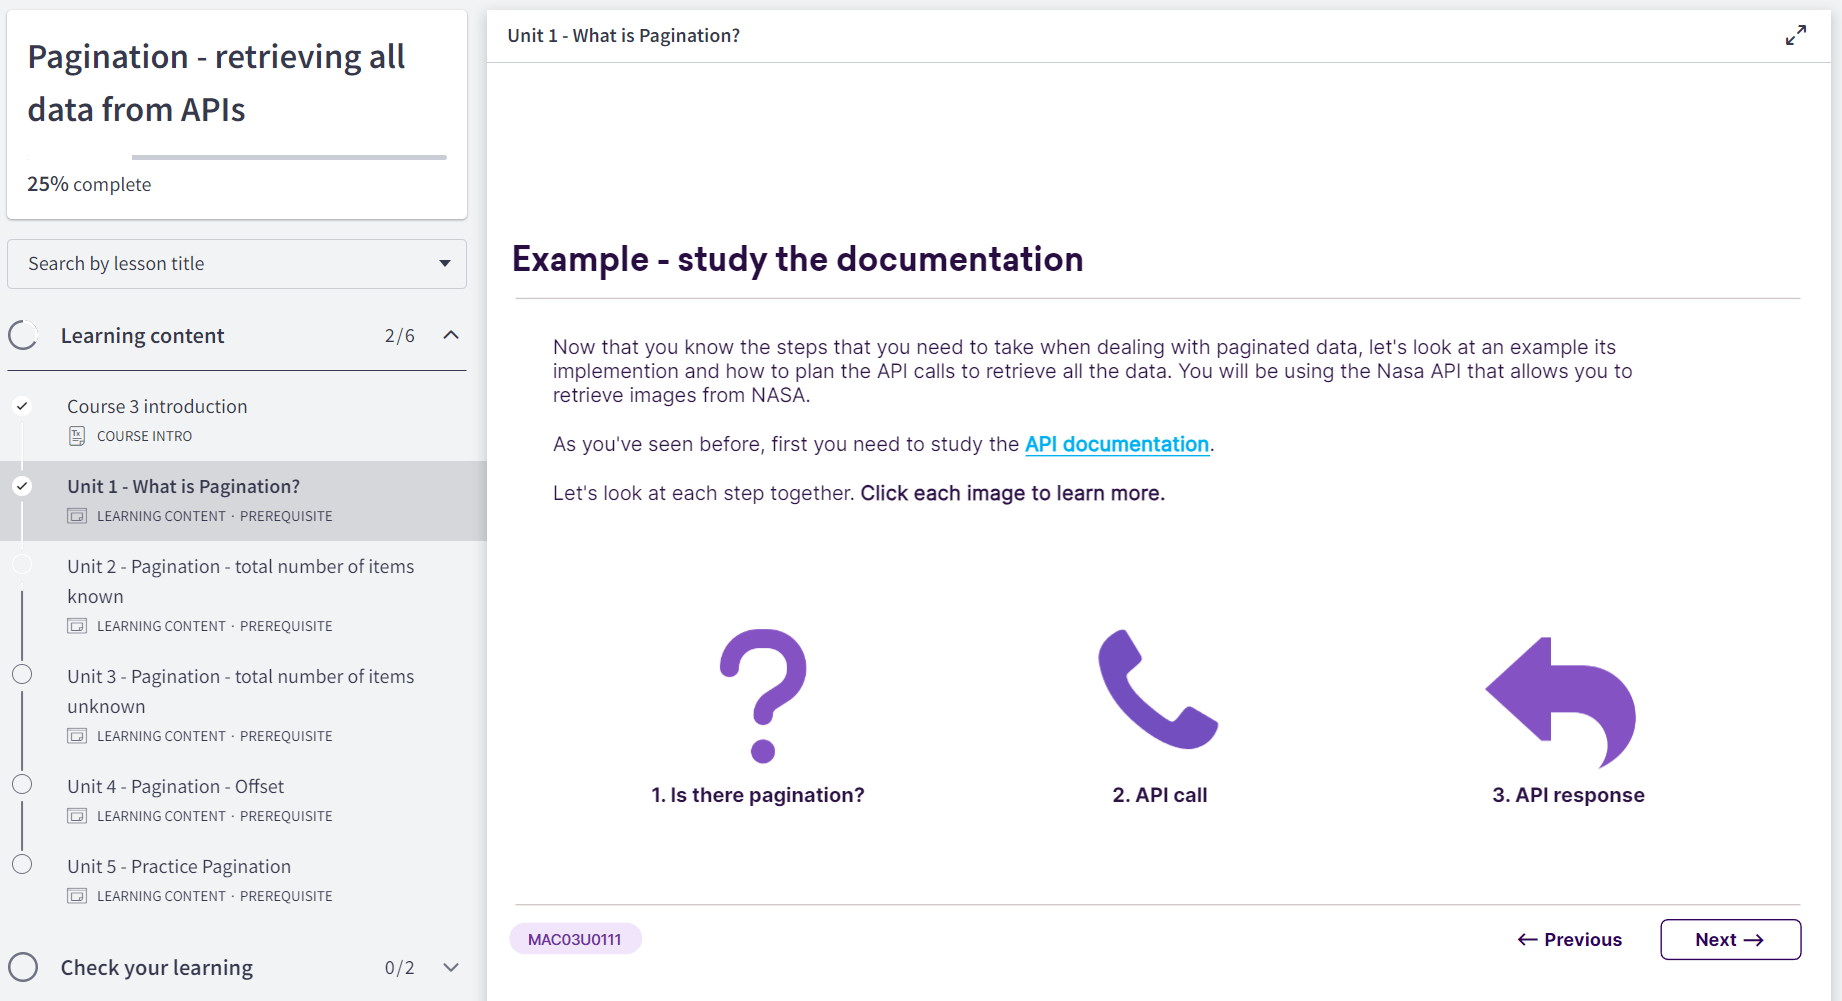 Pagination - retrieving all
data from APIs
25% complete
Search by lesson title
Learning content 2/6
Course 3 introduction
COURSE INTRO
Unit 1 - What is Pagination?
LEARNING CONTENT · PREREQUISITE
Unit 2 - Pagination - total number of items
known
LEARNING CONTENT · PREREQUISITE
Unit 3 - Pagination - total number of items
unknown
LEARNING CONTENT · PREREQUISITE
Unit 4 - Pagination - Offset
LEARNING CONTENT · PREREQUISITE
Unit 5 - Practice Pagination
LEARNING CONTENT · PREREQUISITE
Check your learning 0/2
Unit 1 - What is Pagination?
Example - study the documentation
Now that you know the steps that you need to take when dealing with paginated data, let's look at an example its
implemention and how to plan the API calls to retrieve all the data. You will be using the Nasa API that allows you to
retrieve images from NASA.
As you've seen before, first you need to study the API documentation.
Let's look at each step together. Click each image to learn more.
1. Is there pagination?
2. API call
3. API response
MAC03U0111
← Previous
Next →